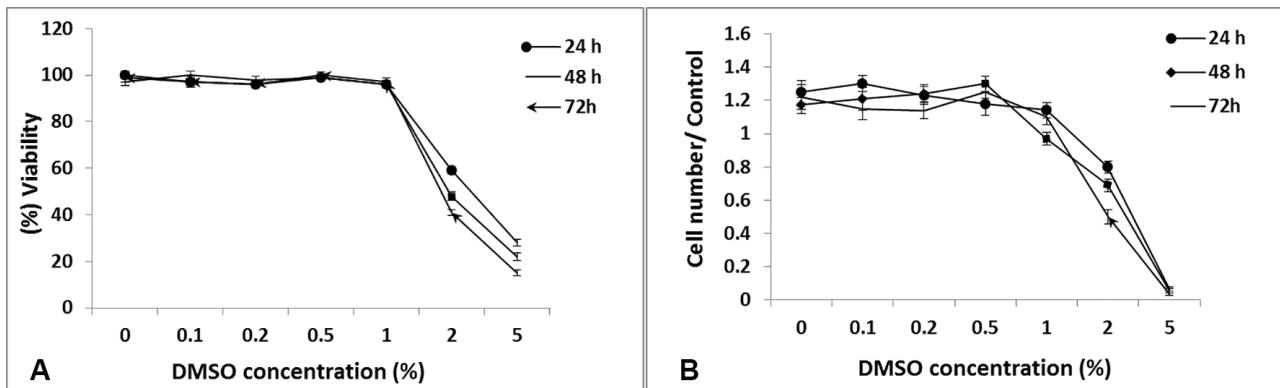 120
100
80
60
40
20
0
(%) Viability
0 0.1 0.2 0.5 1 2 5
DMSO concentration (%)
24 h
48 h
72h
A
1.6
1.4
1.2
1
0.8
0.6
0.4
0.2
0
Cell number/ Control
0 0.1 0.2 0.5 1 2 5
DMSO concentration (%)
24 h
48 h
72h
B